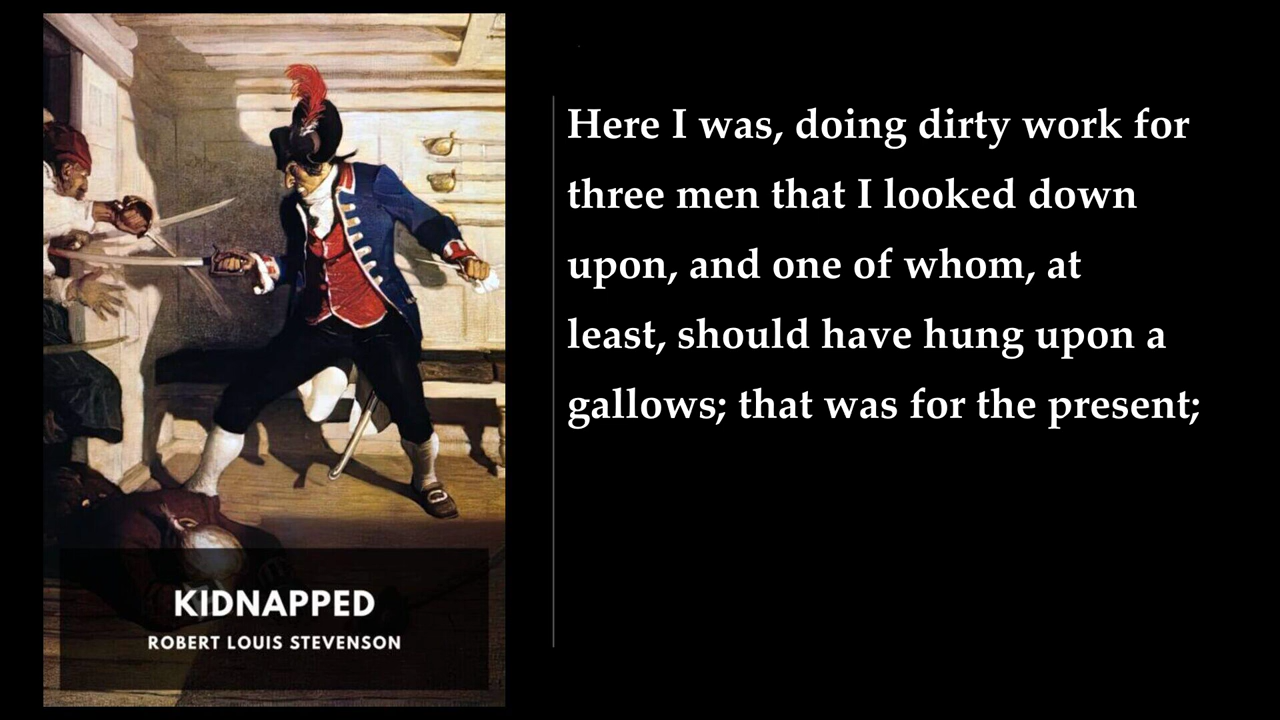 KIDNAPPED
ROBERT LOUIS STEVENSON
Here I was, doing dirty work for
three men that I looked down
upon, and one of whom, at
least, should have hung upon a
gallows; that was for the present;